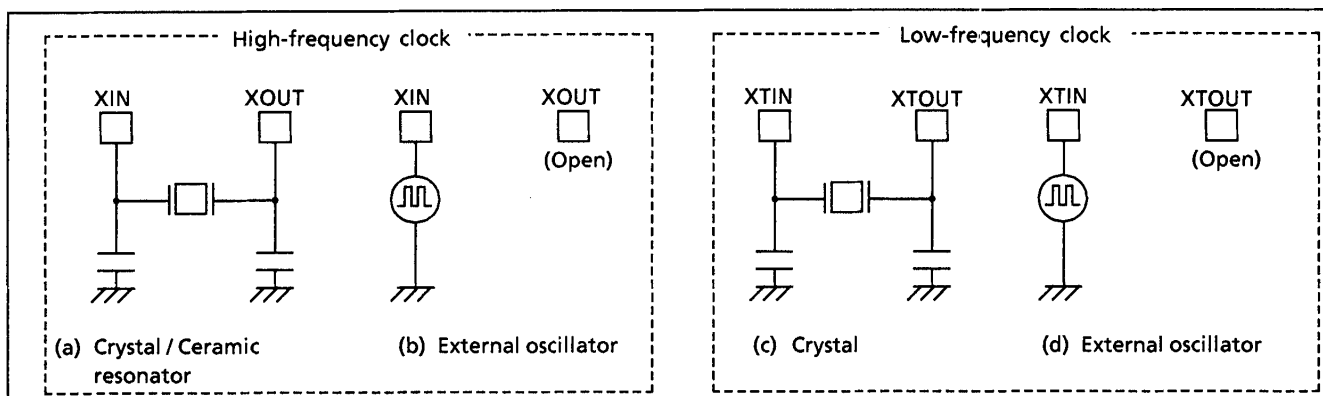 High-frequency clock
XIN XOUT XIN XOUT
(Open)
(a) Crystal / Ceramic resonator
(b) External oscillator
Low-frequency clock
XTIN XTOUT XTIN XTOUT
(Open)
(c) Crystal
(d) External oscillator